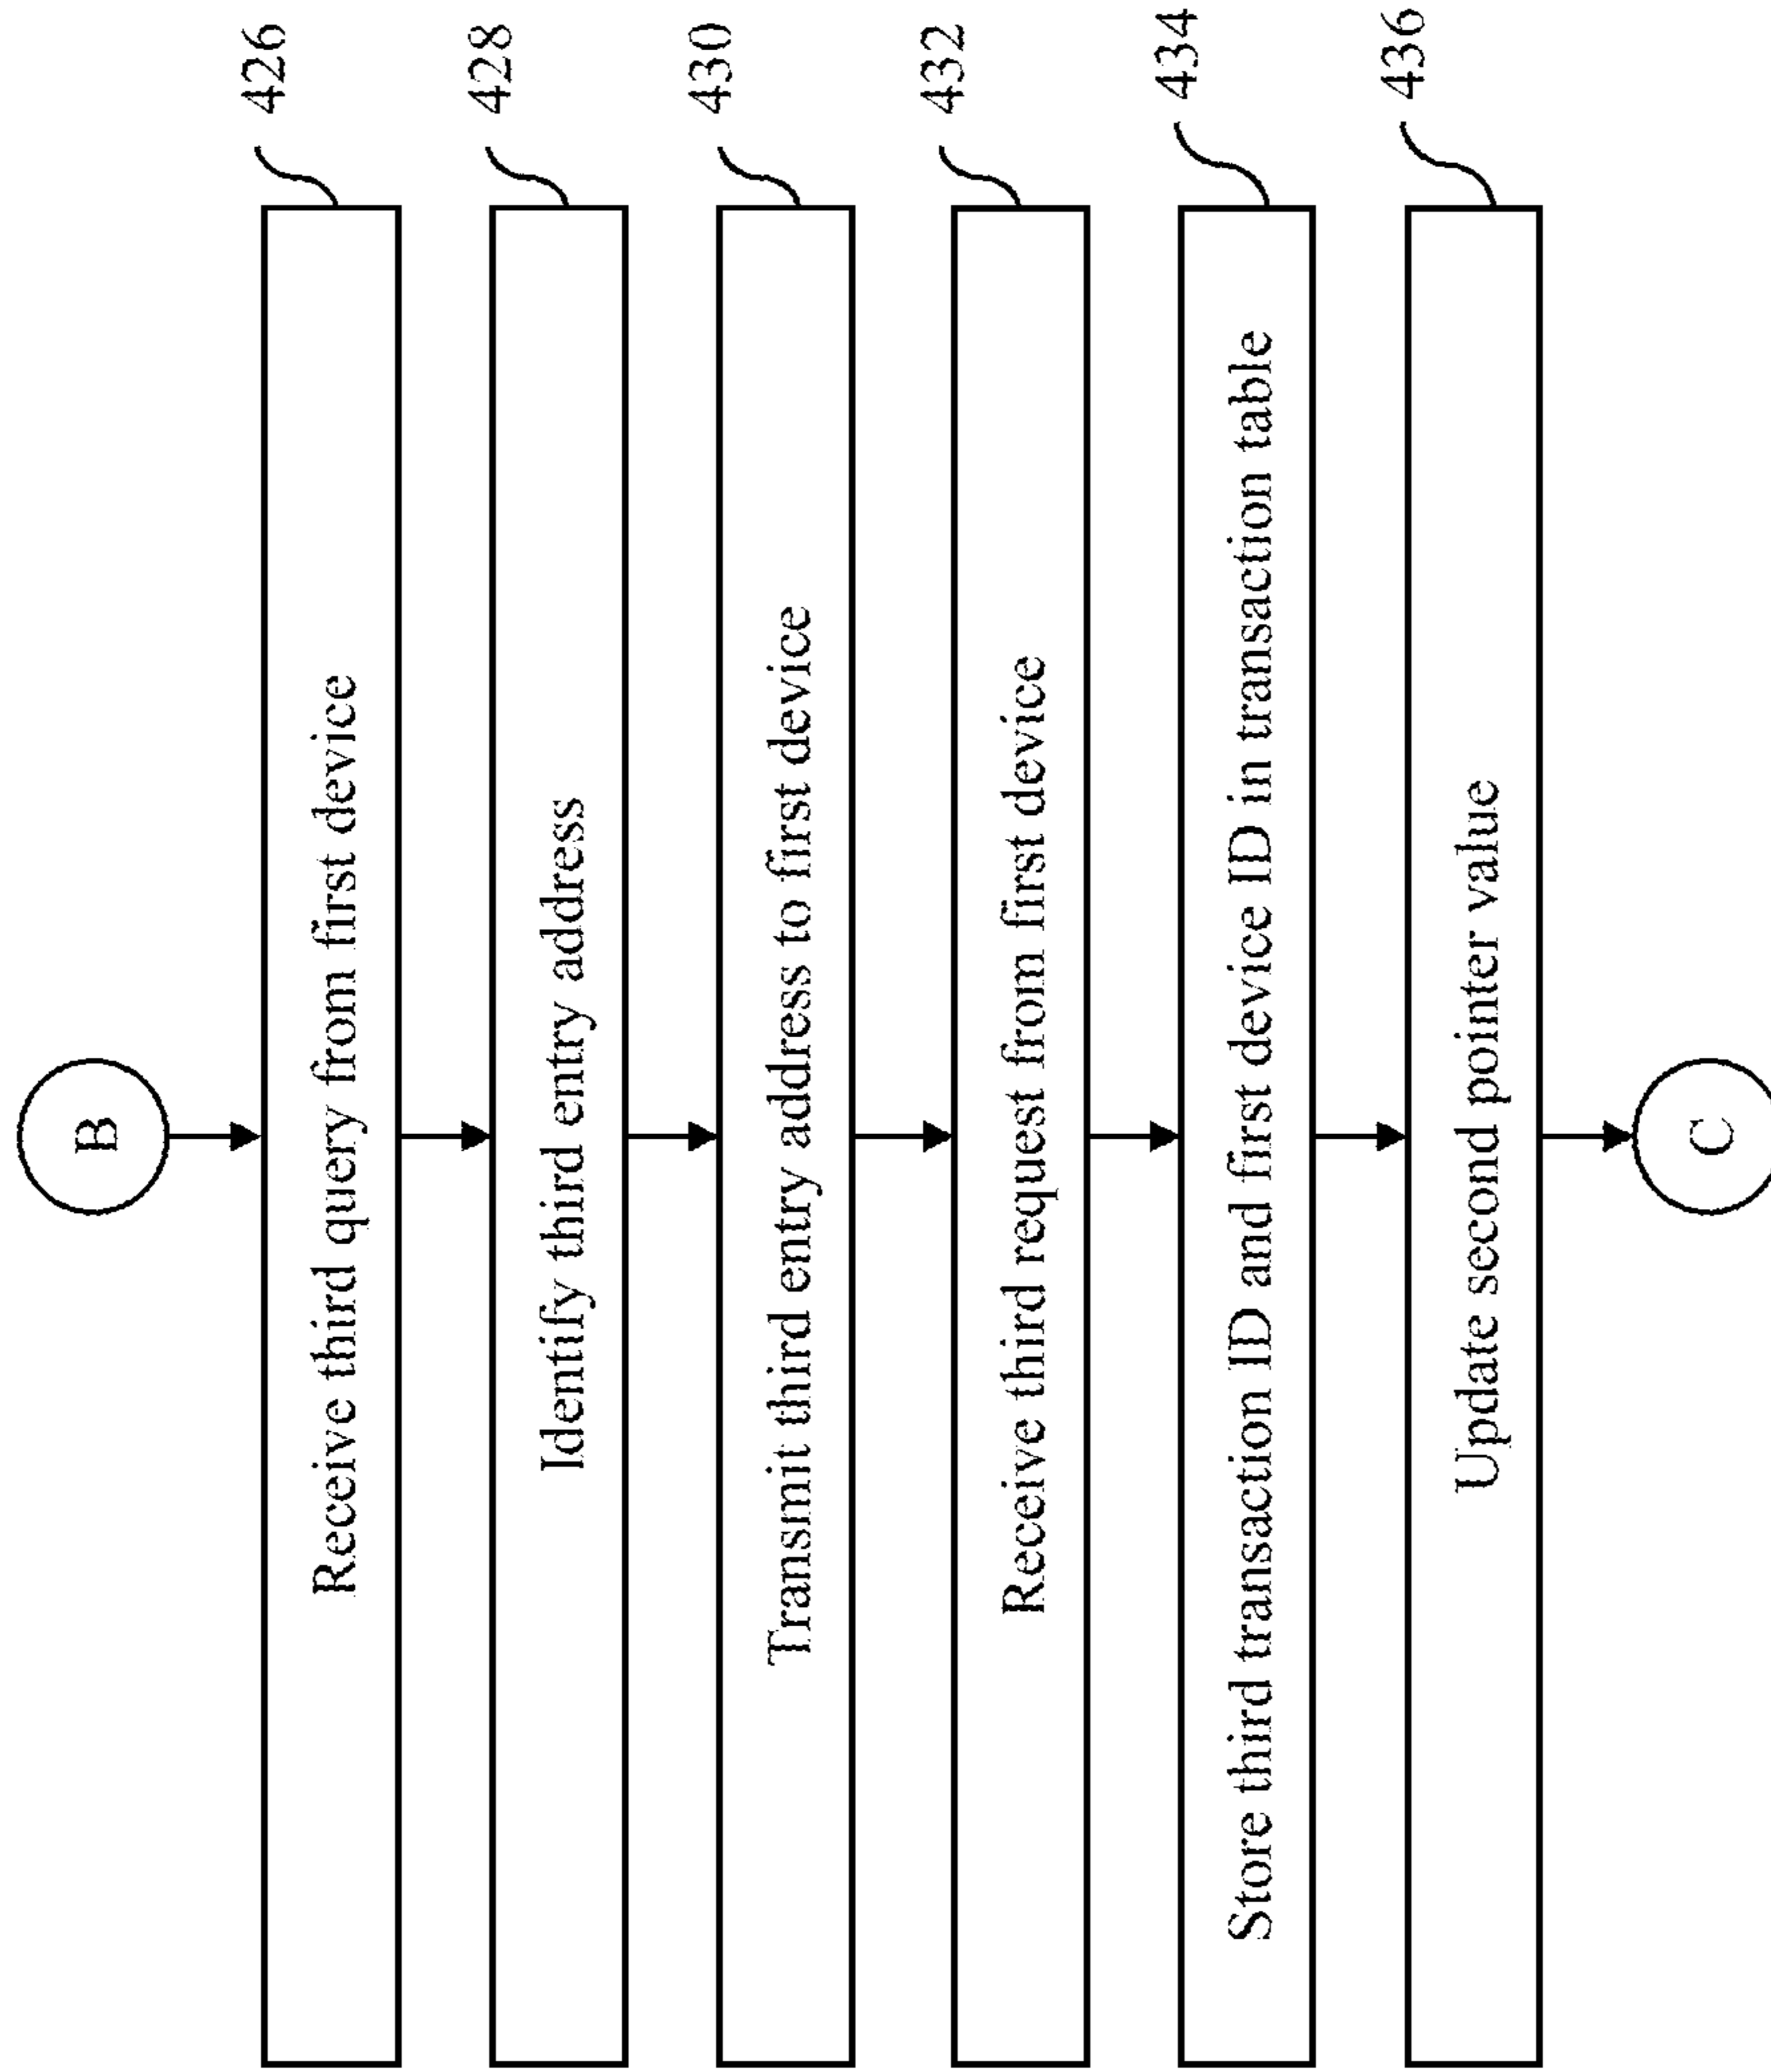 B
426
Receive third query from first device
428
Identify third entry address
430
Transmit third entry address to first device
432
Receive third request from first device
434
Store third transaction ID and first device ID in transaction table
436
Update second pointer value
C